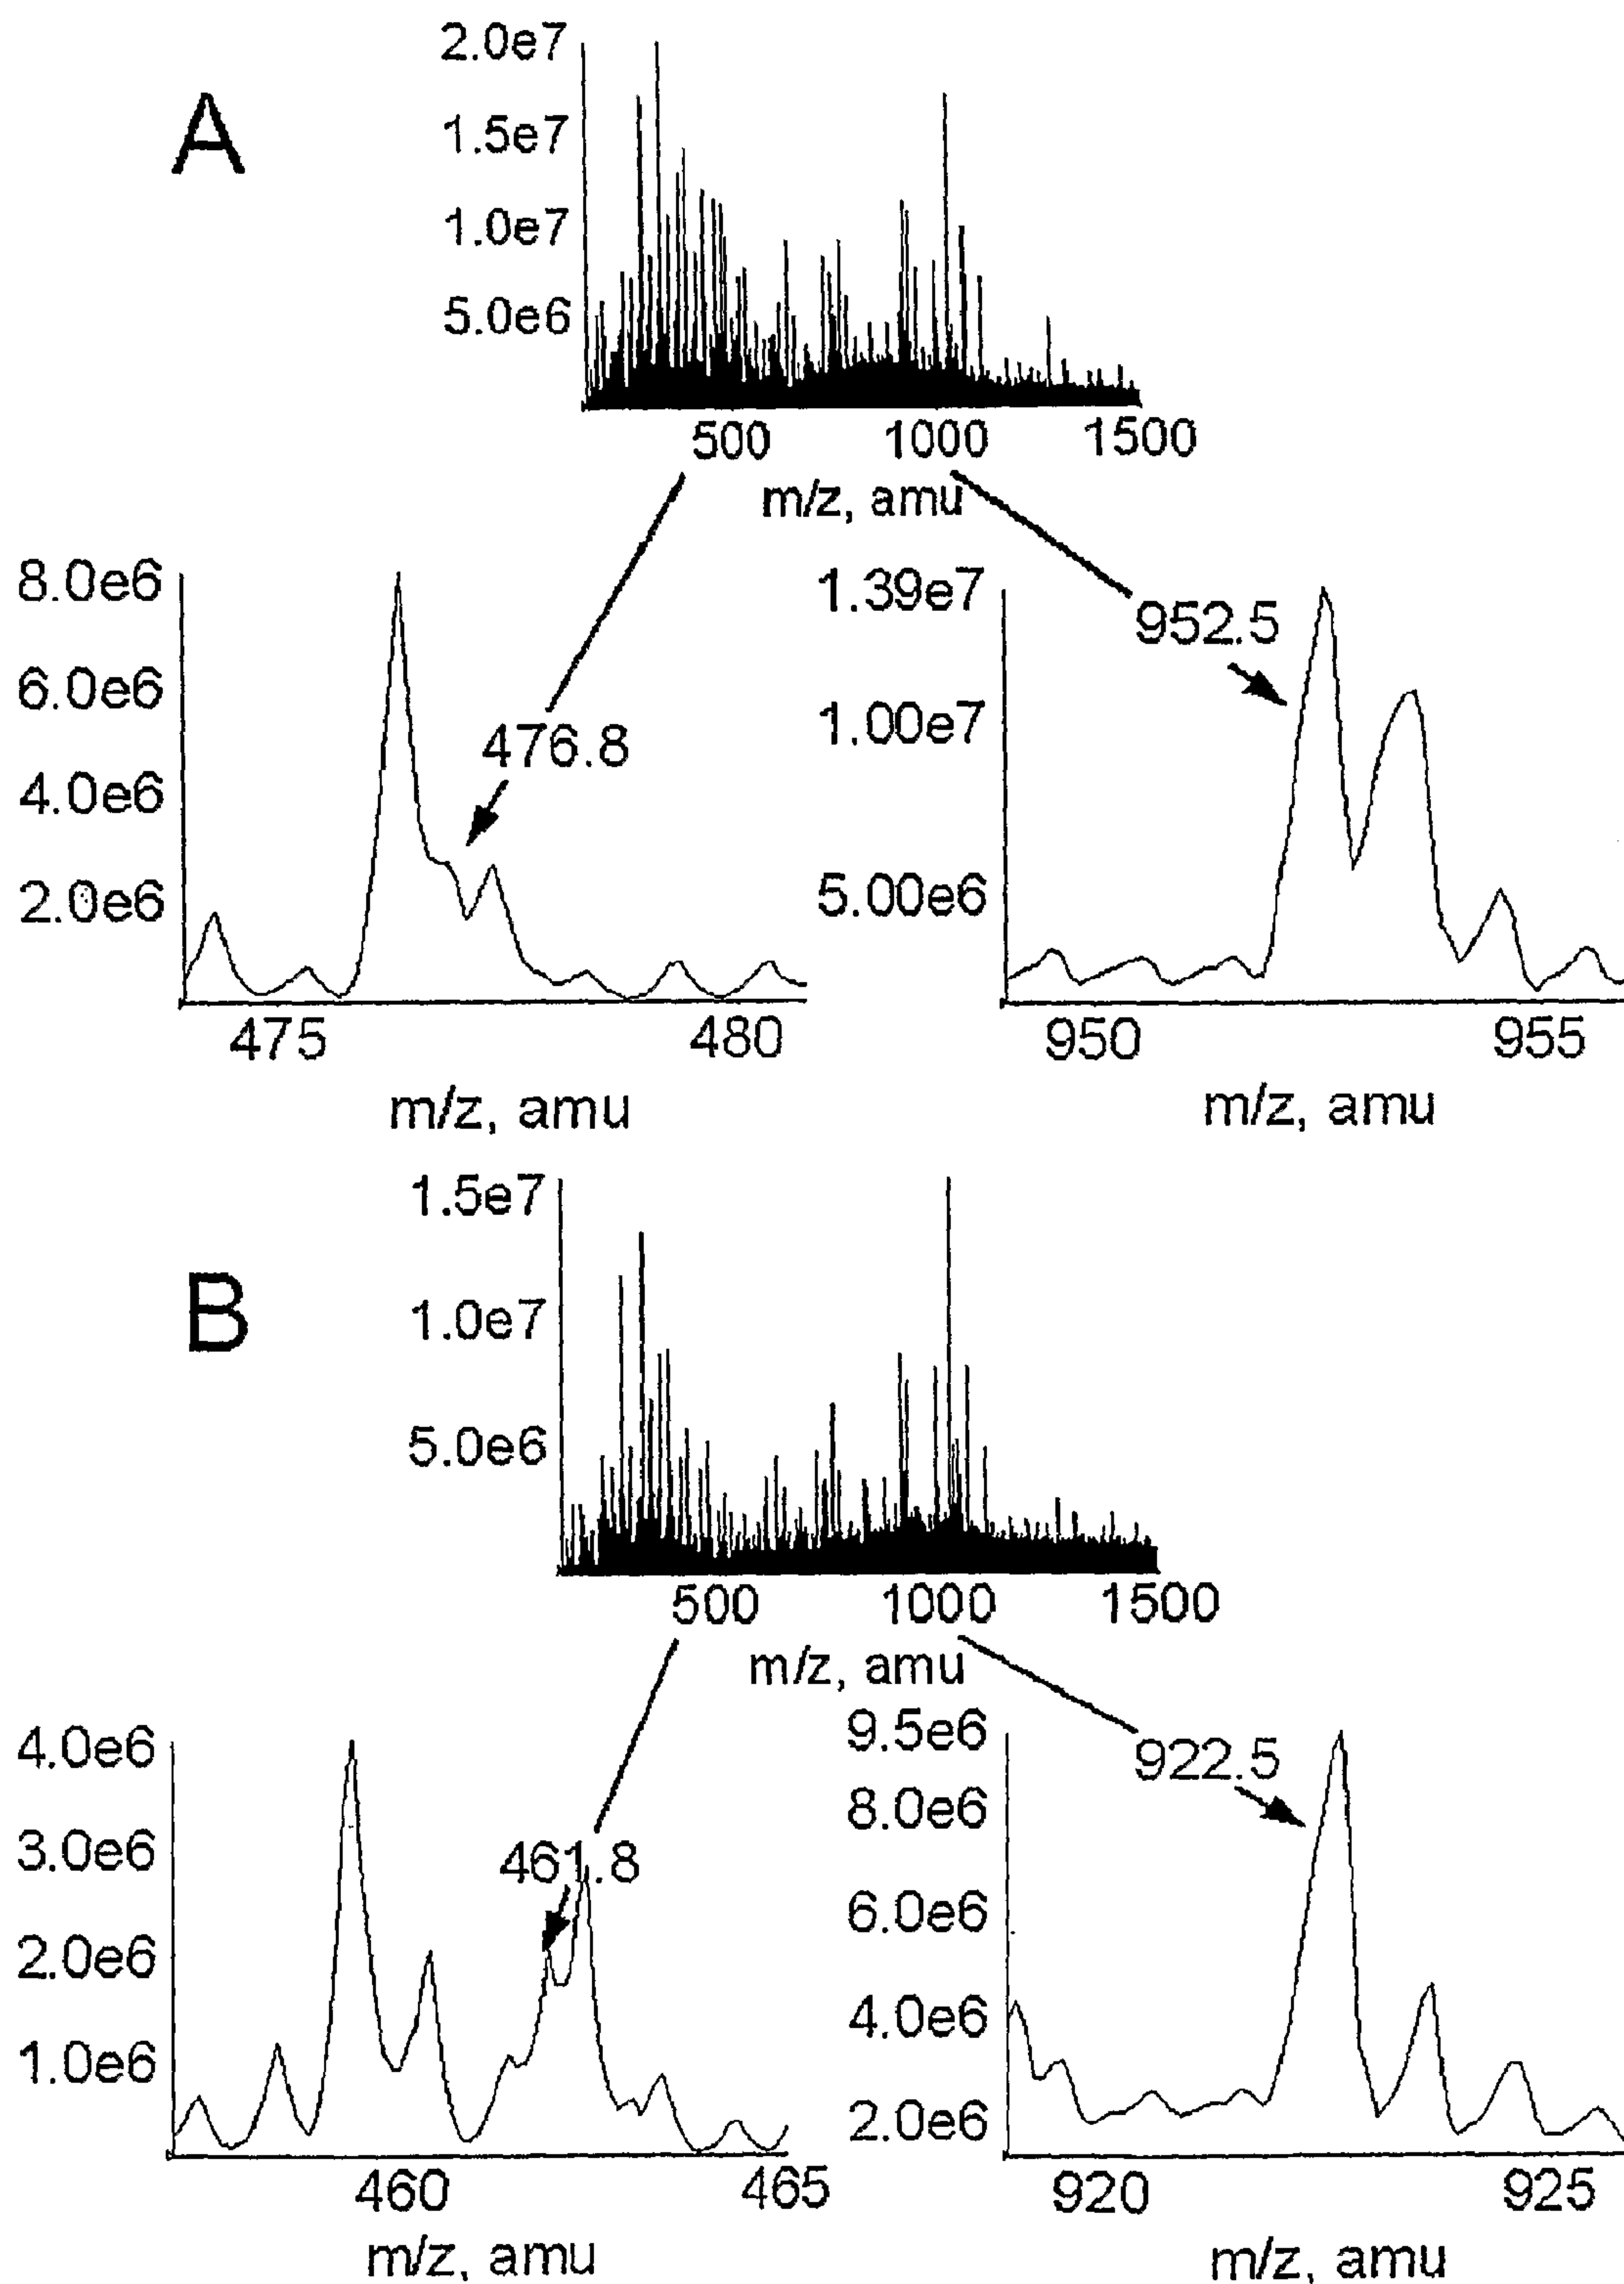 A
2.0e7
1.5e7
1.0e7
5.0e6
500 1000 1500
m/z, amu
8.0e6
6.0e6
4.0e6
2.0e6
476.8
475 480
m/z, amu
1.39e7
1.00e7
5.00e6
952.5
950 955
m/z, amu
B
1.5e7
1.0e7
5.0e6
500 1000 1500
m/z, amu
4.0e6
3.0e6
2.0e6
1.0e6
461.8
460 465
m/z, amu
9.5e6
8.0e6
6.0e6
4.0e6
2.0e6
922.5
920 925
m/z, amu